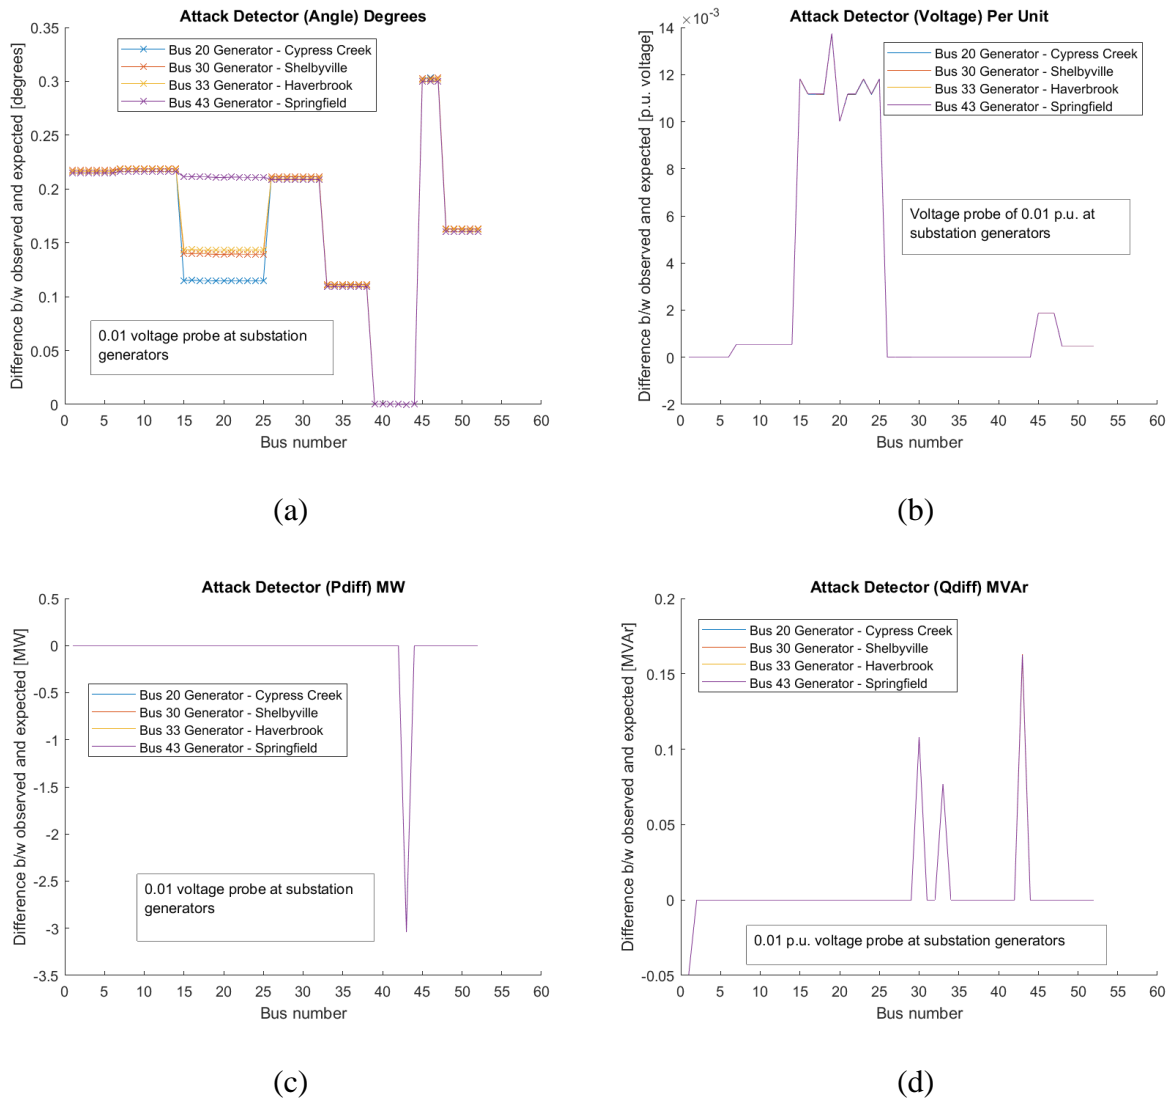 Attack Detector (Angle) Degrees
Difference b/w observed and expected [degrees]
0.35
0.3
0.25
0.2
0.15
0.1
0.05
0
Bus 20 Generator - Cypress Creek
Bus 30 Generator - Shelbyville
Bus 33 Generator - Haverbrook
Bus 43 Generator - Springfield
0.01 voltage probe at substation
generators
0 5 10 15 20 25 30 35 40 45 50 55 60
Bus number
(a)
Attack Detector (Voltage) Per Unit
×10⁻³
Difference b/w observed and expected [p.u. voltage]
14
12
10
8
6
4
2
0
-2
Bus 20 Generator - Cypress Creek
Bus 30 Generator - Shelbyville
Bus 33 Generator - Haverbrook
Bus 43 Generator - Springfield
Voltage probe of 0.01 p.u. at
substation generators
0 5 10 15 20 25 30 35 40 45 50 55 60
Bus number
(b)
Attack Detector (Pdiff) MW
Difference b/w observed and expected [MW]
0.5
0
-0.5
-1
-1.5
-2
-2.5
-3
-3.5
Bus 20 Generator - Cypress Creek
Bus 30 Generator - Shelbyville
Bus 33 Generator - Haverbrook
Bus 43 Generator - Springfield
0.01 voltage probe at substation
generators
0 5 10 15 20 25 30 35 40 45 50 55 60
Bus number
(c)
Attack Detector (Qdiff) MVAr
Difference b/w observed and expected [MVAr]
0.2
0.15
0.1
0.05
0
-0.05
Bus 20 Generator - Cypress Creek
Bus 30 Generator - Shelbyville
Bus 33 Generator - Haverbrook
Bus 43 Generator - Springfield
0.01 p.u. voltage probe at substation generators
0 5 10 15 20 25 30 35 40 45 50 55 60
Bus number
(d)